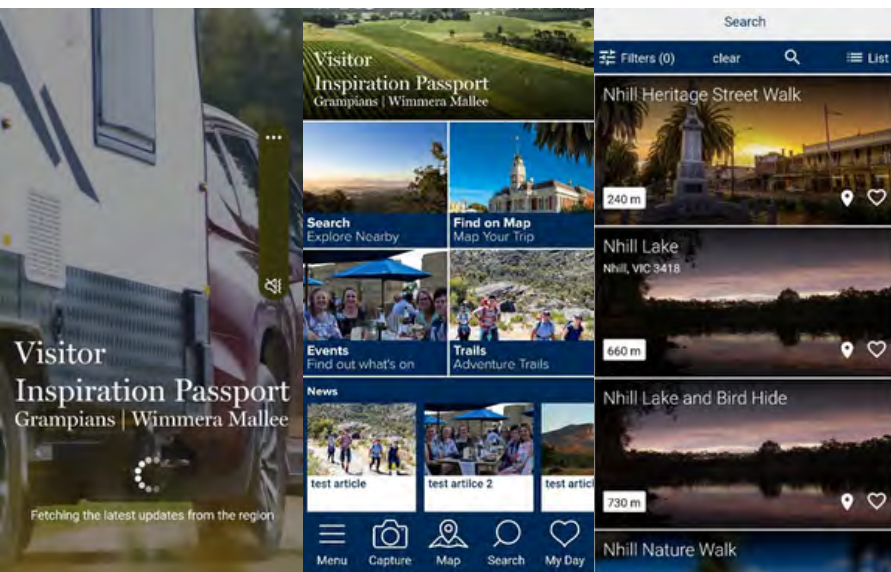 Visitor
Inspiration Passport
Grampians | Wimmera Mallee
Fetching the latest updates from the region
Visitor
Inspiration Passport
Grampians | Wimmera Mallee
Search
Explore Nearby
Find on Map
Map Your Trip
Events
Find out what's on
Trails
Adventure Trails
News
test article
test artilce 2
test articl
Menu
Capture
Map
Search
My Day
Search
Filters (0)
clear
List
Nhill Heritage Street Walk
240 m
Nhill Lake
Nhill, VIC 3418
660 m
Nhill Lake and Bird Hide
730 m
Nhill Nature Walk